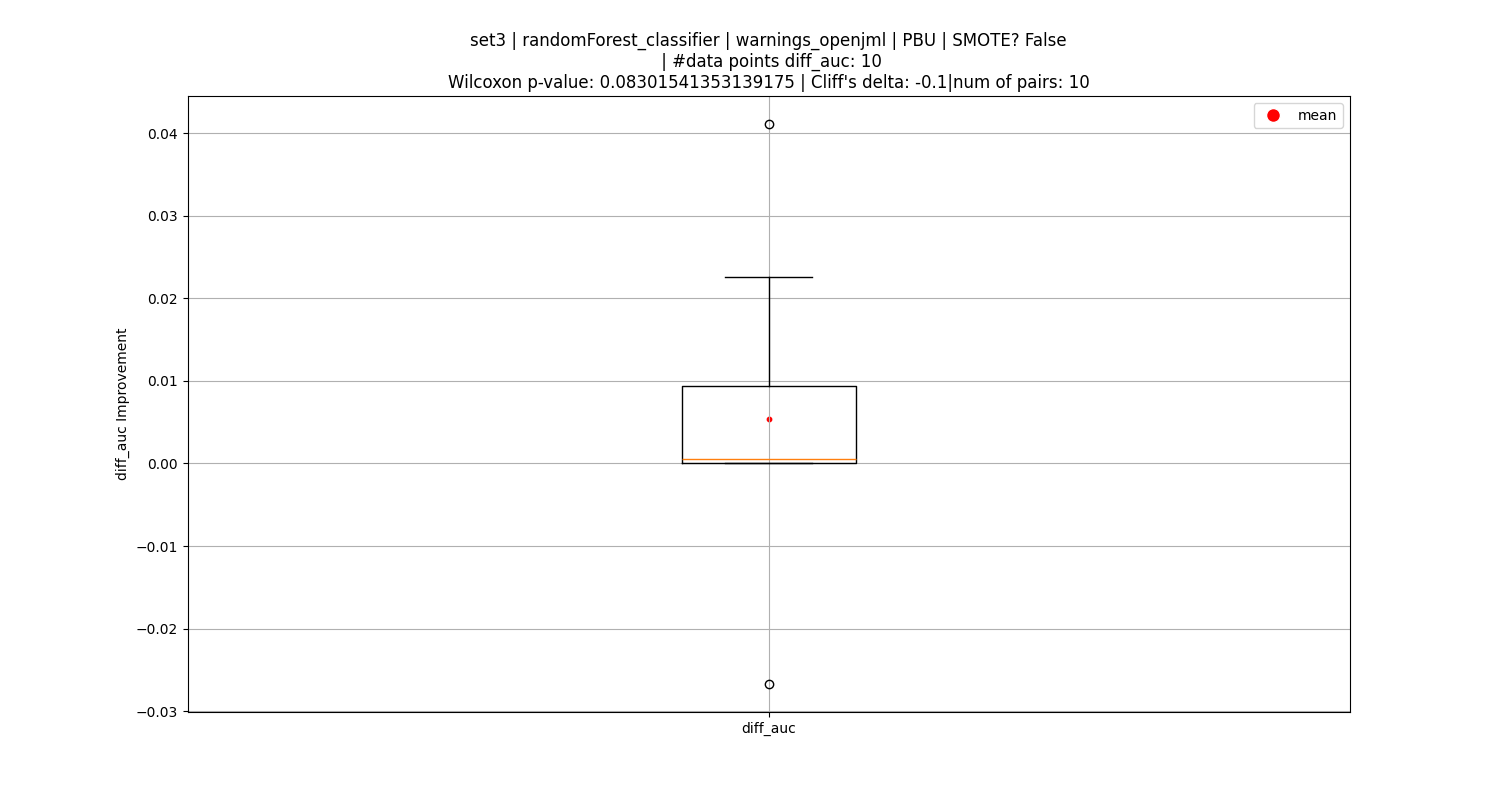 set3 | randomForest_classifier | warnings_openjml | PBU | SMOTE? False
| #data points diff_auc: 10
Wilcoxon p-value: 0.08301541353139175 | Cliff's delta: -0.1|num of pairs: 10
mean
0.04
0.03
0.02
0.01
0.00
−0.01
−0.02
−0.03
diff_auc Improvement
diff_auc